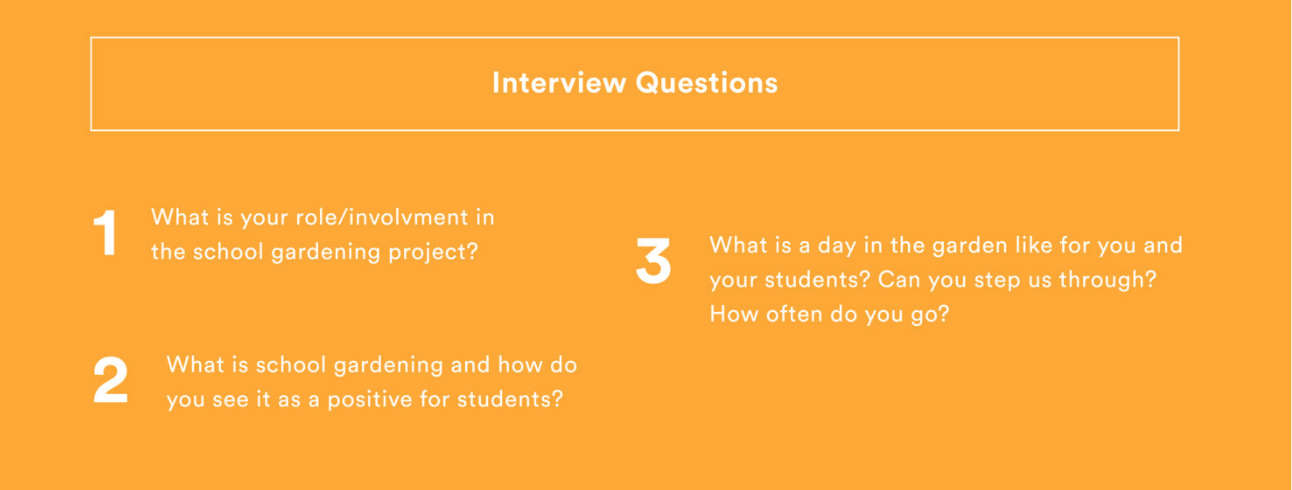 Interview Questions
1 What is your role/involvment in
the school gardening project?
2 What is school gardening and how do
you see it as a positive for students?
3 What is a day in the garden like for you and
your students? Can you step us through?
How often do you go?